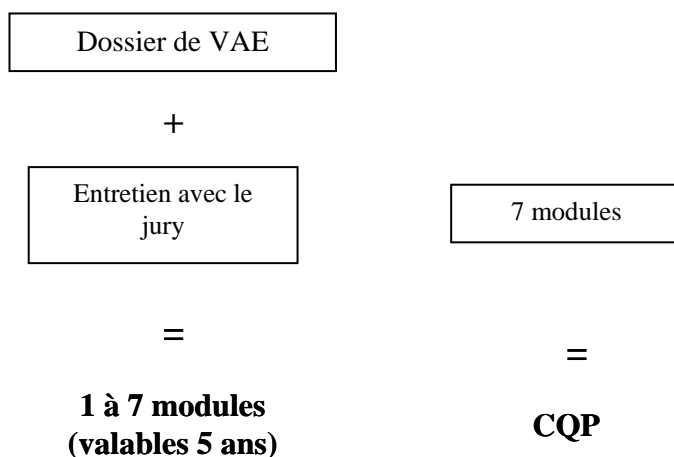 Dossier de VAE
+
Entretien avec le
jury
=
1 à 7 modules
(valables 5 ans)
7 modules
=
CQP